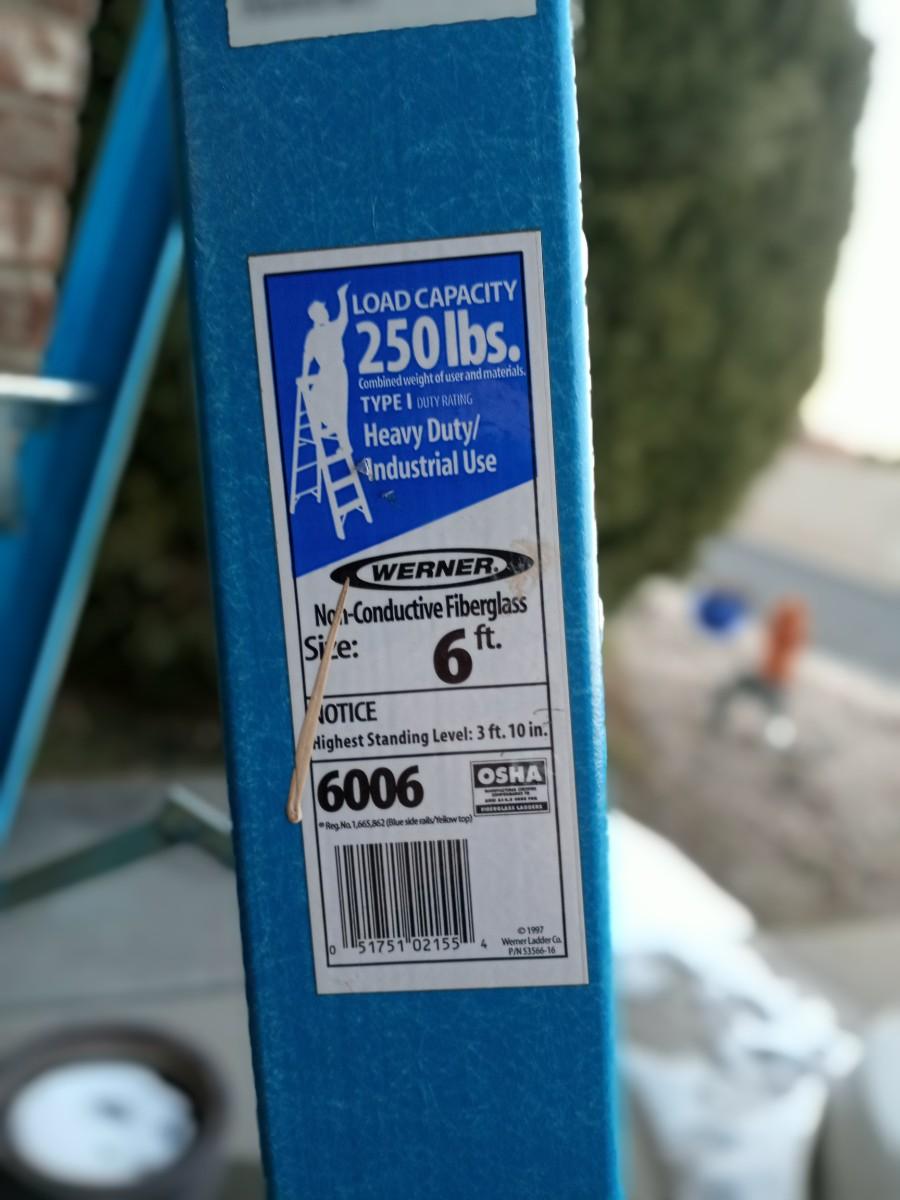 LOAD CAPACITY
250 lbs.
Combined weight of user and materials.
TYPE I DUTY RATING
Heavy Duty/
Industrial Use
WERNER®
Non-Conductive Fiberglass
Size: 6 ft.
NOTICE
Highest Standing Level: 3 ft. 10 in.
6006
OSHA
FIBERGLASS LADDERS
® Reg. No. 1,665,862 (Blue side rails/Yellow top)
0 51751 02155 4
© 1997
Werner Ladder Co.
P/N 53566-16